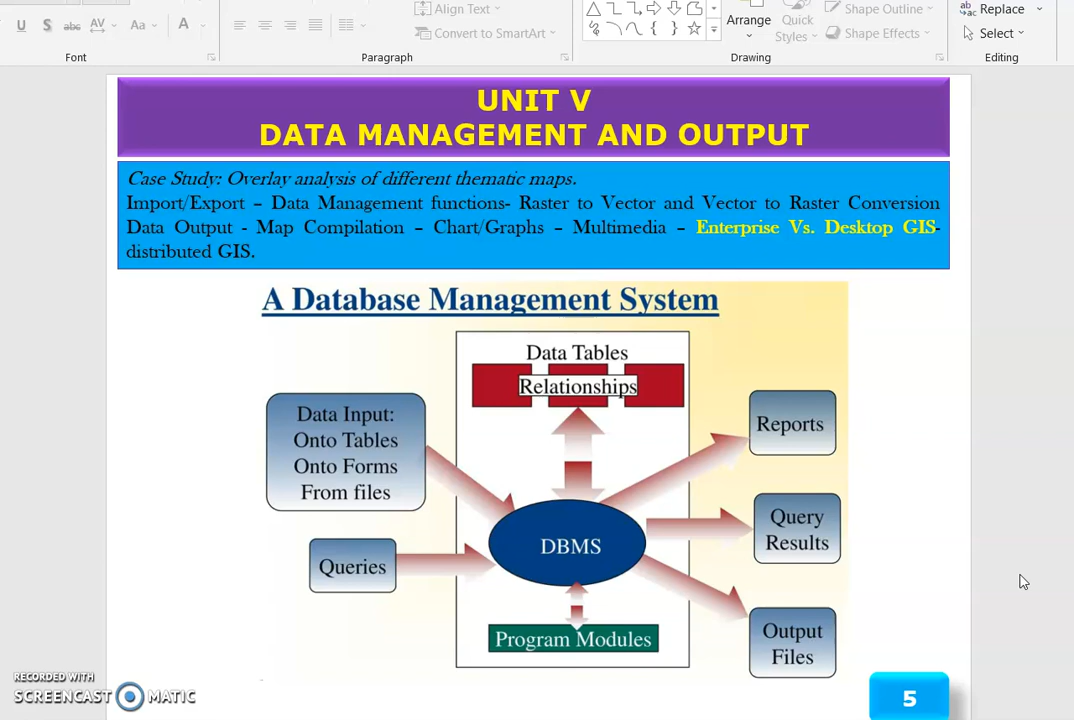 Align Text
Arrange
Quick
Styles
Shape Outline
Replace
U S abc AV Aa A
Convert to SmartArt
Shape Effects
Select
Font
Paragraph
Drawing
Editing
UNIT V
DATA MANAGEMENT AND OUTPUT
Case Study: Overlay analysis of different thematic maps.
Import/Export – Data Management functions- Raster to Vector and Vector to Raster Conversion
Data Output - Map Compilation – Chart/Graphs – Multimedia – Enterprise Vs. Desktop GIS-
distributed GIS.
A Database Management System
Data Tables
Relationships
Data Input:
Onto Tables
Onto Forms
From files
Queries
DBMS
Program Modules
Reports
Query
Results
Output
Files
RECORDED WITH
SCREENCAST MATIC
5